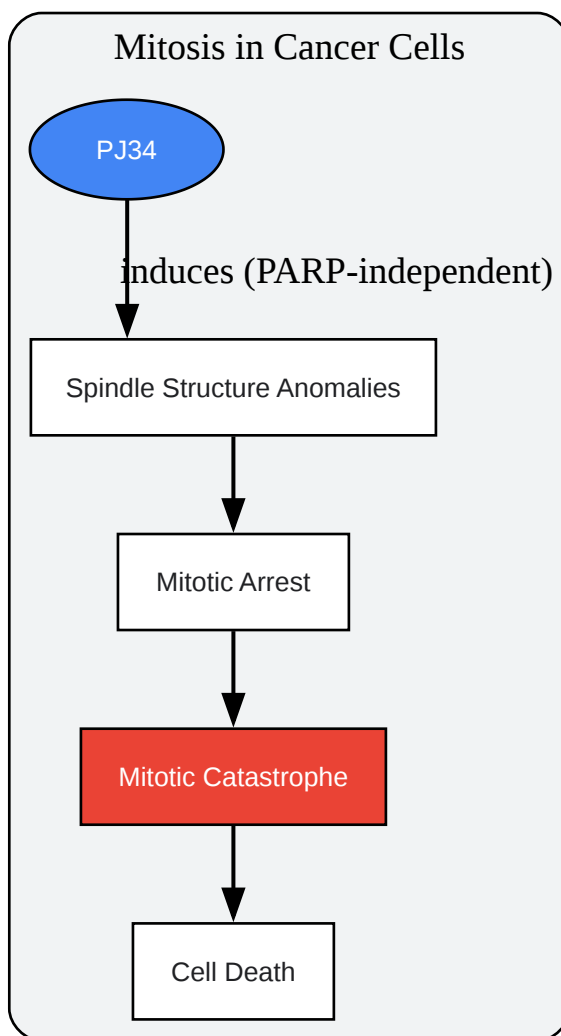 Mitosis in Cancer Cells
PJ34
induces (PARP-independent)
Spindle Structure Anomalies
Mitotic Arrest
Mitotic Catastrophe
Cell Death